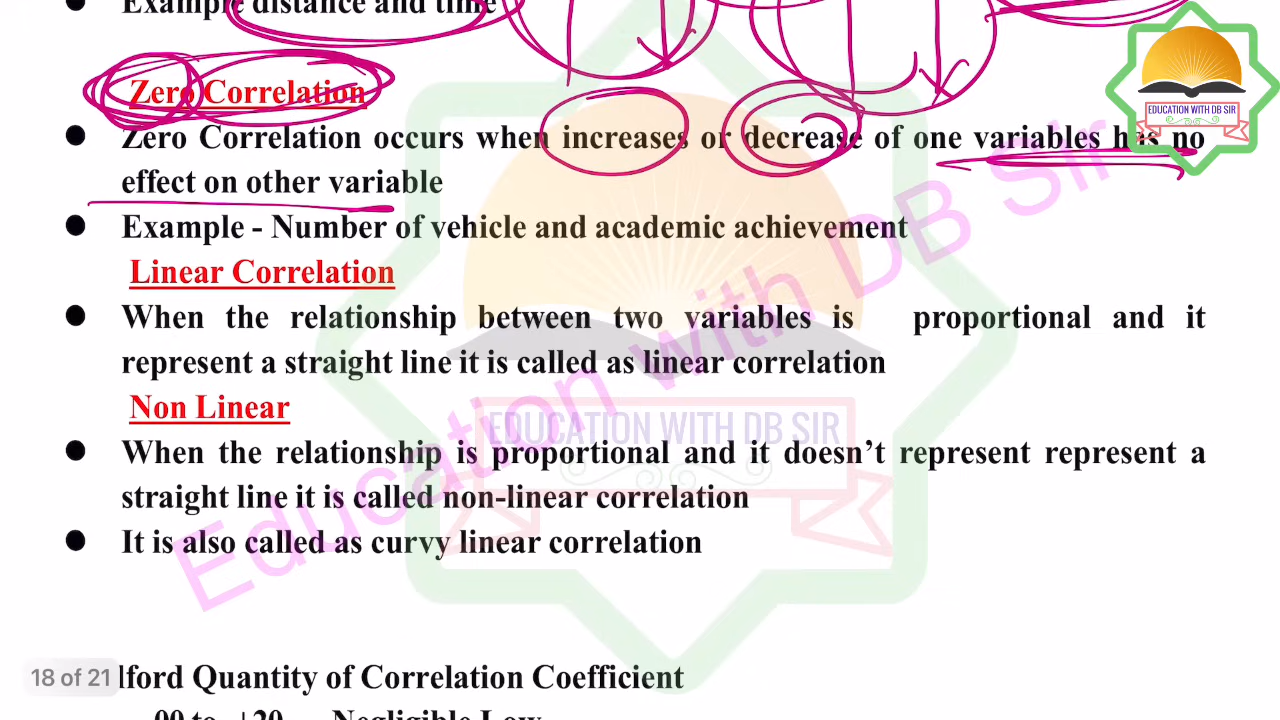 Example distance and time
Zero Correlation
EDUCATION WITH DB SIR
Zero Correlation occurs when increases or decrease of one variables has no
effect on other variable
Example - Number of vehicle and academic achievement
Linear Correlation
When the relationship between two variables is proportional and it
represent a straight line it is called as linear correlation
Non Linear
EDUCATION WITH DB SIR
Education with DB Sir
When the relationship is proportional and it doesn't represent represent a
straight line it is called non-linear correlation
It is also called as curvy linear correlation
18 of 21
lford Quantity of Correlation Coefficient
00 to +20 Negligible Low